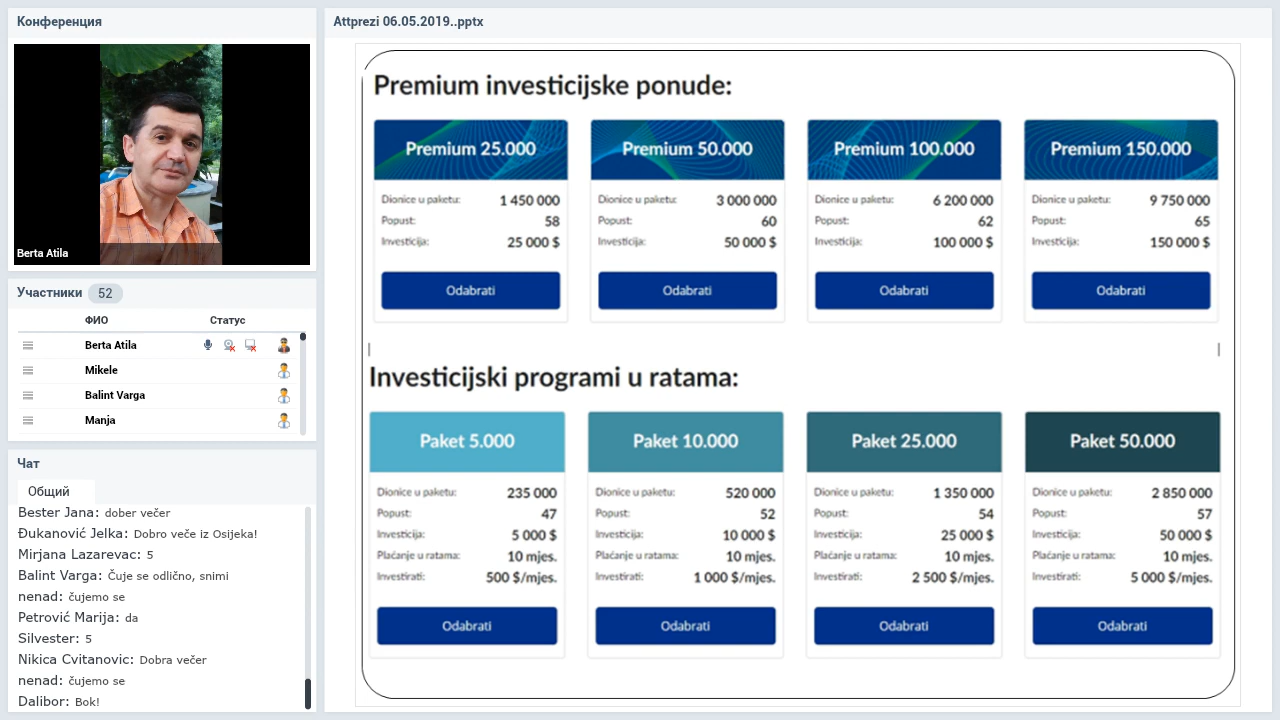 Конференция
Berta Atila
Участники 52
ФИО Статус
Berta Atila
Mikele
Balint Varga
Manja
Чат
Общий
Bester Jana: dober večer
Đukanović Jelka: Dobro veče iz Osijeka!
Mirjana Lazarevac: 5
Balint Varga: Čuje se odlično, snimi
nenad: čujemo se
Petrović Marija: da
Silvester: 5
Nikica Cvitanovic: Dobra večer
nenad: čujemo se
Dalibor: Bok!
Attprezi 06.05.2019..pptx
Premium investicijske ponude:
Premium 25.000
Dionice u paketu: 1 450 000
Popust: 58
Investicija: 25 000 $
Odabrati
Premium 50.000
Dionice u paketu: 3 000 000
Popust: 60
Investicija: 50 000 $
Odabrati
Premium 100.000
Dionice u paketu: 6 200 000
Popust: 62
Investicija: 100 000 $
Odabrati
Premium 150.000
Dionice u paketu: 9 750 000
Popust: 65
Investicija: 150 000 $
Odabrati
Investicijski programi u ratama:
Paket 5.000
Dionice u paketu: 235 000
Popust: 47
Investicija: 5 000 $
Plaćanje u ratama: 10 mjes.
Investirati: 500 $/mjes.
Odabrati
Paket 10.000
Dionice u paketu: 520 000
Popust: 52
Investicija: 10 000 $
Plaćanje u ratama: 10 mjes.
Investirati: 1 000 $/mjes.
Odabrati
Paket 25.000
Dionice u paketu: 1 350 000
Popust: 54
Investicija: 25 000 $
Plaćanje u ratama: 10 mjes.
Investirati: 2 500 $/mjes.
Odabrati
Paket 50.000
Dionice u paketu: 2 850 000
Popust: 57
Investicija: 50 000 $
Plaćanje u ratama: 10 mjes.
Investirati: 5 000 $/mjes.
Odabrati